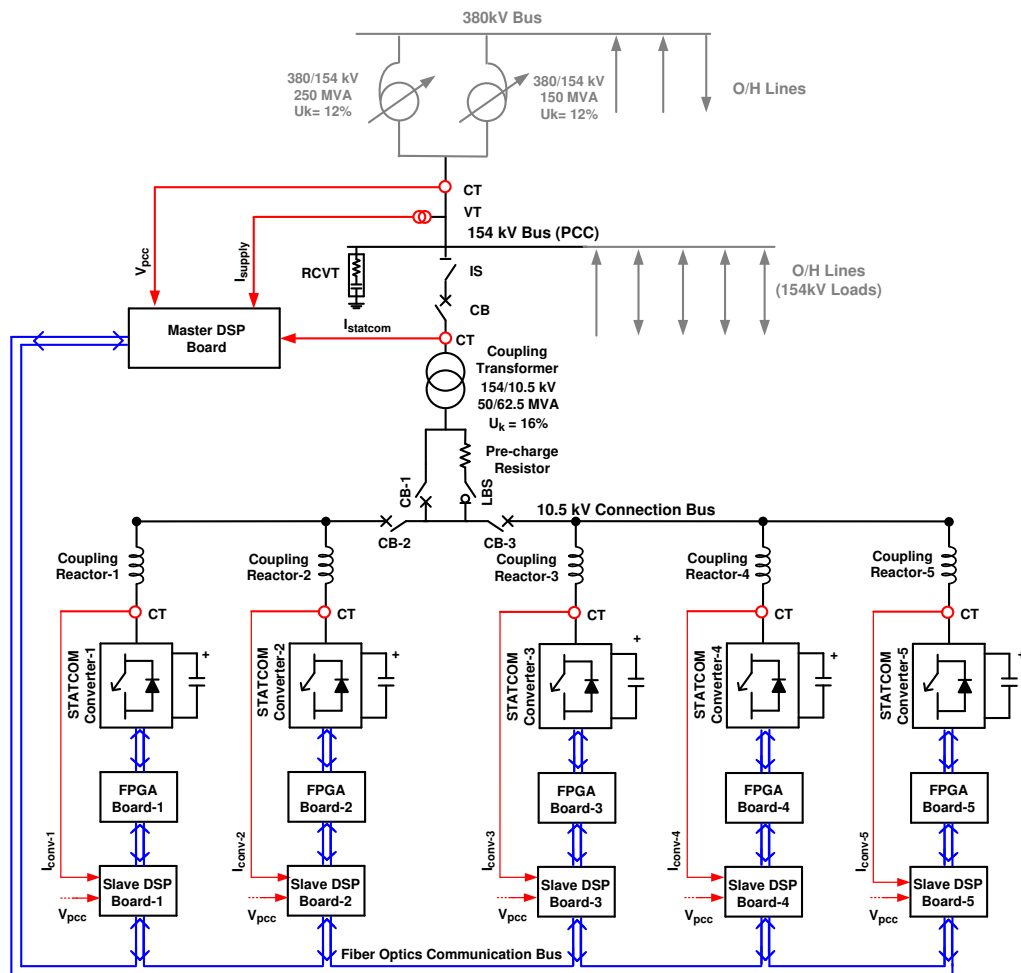 380kV Bus
380/154 kV
250 MVA
Uk= 12%
380/154 kV
150 MVA
Uk= 12%
O/H Lines
CT
VT
154 kV Bus (PCC)
Vpcc
Isupply
RCVT
IS
CB
O/H Lines
(154kV Loads)
Master DSP
Board
Istatcom
CT
Coupling
Transformer
154/10.5 kV
50/62.5 MVA
Uk = 16%
Pre-charge
Resistor
CB-1
LBS
10.5 kV Connection Bus
CB-2
CB-3
Coupling
Reactor-1
Coupling
Reactor-2
Coupling
Reactor-3
Coupling
Reactor-4
Coupling
Reactor-5
CT
CT
CT
CT
CT
STATCOM
Converter-1
+
STATCOM
Converter-2
+
STATCOM
Converter-3
+
STATCOM
Converter-4
+
STATCOM
Converter-5
+
FPGA
Board-1
FPGA
Board-2
FPGA
Board-3
FPGA
Board-4
FPGA
Board-5
Iconv-1
Iconv-2
Iconv-3
Iconv-4
Iconv-5
Slave DSP
Board-1
Slave DSP
Board-2
Slave DSP
Board-3
Slave DSP
Board-4
Slave DSP
Board-5
Vpcc
Vpcc
Vpcc
Vpcc
Vpcc
Fiber Optics Communication Bus